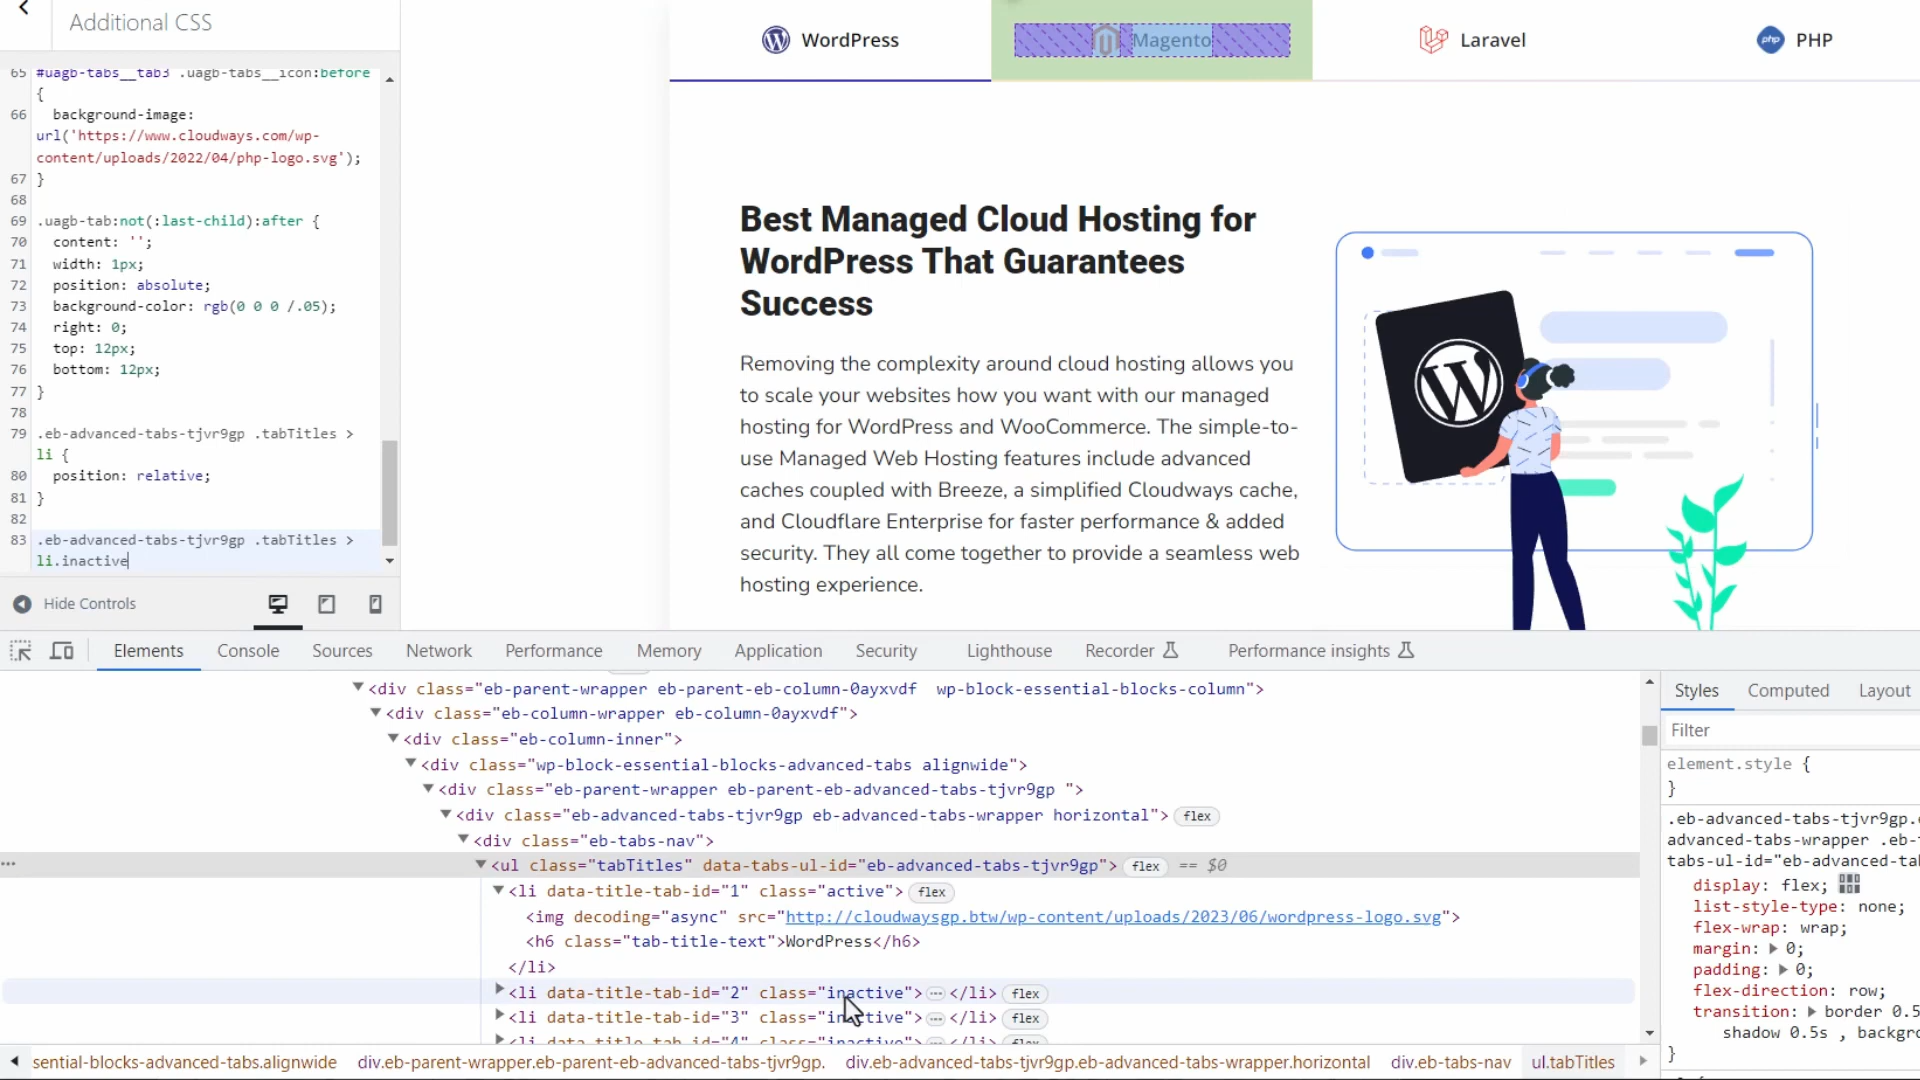 Additional CSS
65 #uagb-tabs__tab3 .uagb-tabs__icon:before
{
66 background-image:
url('https://www.cloudways.com/wp-
content/uploads/2022/04/php-logo.svg');
67 }
68
69 .uagb-tab:not(:last-child):after {
70 content: '';
71 width: 1px;
72 position: absolute;
73 background-color: rgb(0 0 0 /.05);
74 right: 0;
75 top: 12px;
76 bottom: 12px;
77 }
78
79 .eb-advanced-tabs-tjvr9gp .tabTitles >
li {
80 position: relative;
81 }
82
83 .eb-advanced-tabs-tjvr9gp .tabTitles >
li.inactive
Hide Controls
WordPress
Magento
Laravel
php PHP
Best Managed Cloud Hosting for
WordPress That Guarantees
Success
Removing the complexity around cloud hosting allows you
to scale your websites how you want with our managed
hosting for WordPress and WooCommerce. The simple-to-
use Managed Web Hosting features include advanced
caches coupled with Breeze, a simplified Cloudways cache,
and Cloudflare Enterprise for faster performance & added
security. They all come together to provide a seamless web
hosting experience.
Elements Console Sources Network Performance Memory Application Security Lighthouse Recorder Performance insights
<div class="eb-parent-wrapper eb-parent-eb-column-0ayxvdf  wp-block-essential-blocks-column">
<div class="eb-column-wrapper eb-column-0ayxvdf">
<div class="eb-column-inner">
<div class="wp-block-essential-blocks-advanced-tabs alignwide">
<div class="eb-parent-wrapper eb-parent-eb-advanced-tabs-tjvr9gp ">
<div class="eb-advanced-tabs-tjvr9gp eb-advanced-tabs-wrapper horizontal"> flex
<div class="eb-tabs-nav">
<ul class="tabTitles" data-tabs-ul-id="eb-advanced-tabs-tjvr9gp"> flex == $0
<li data-title-tab-id="1" class="active"> flex
<img decoding="async" src="http://cloudwaysgp.btw/wp-content/uploads/2023/06/wordpress-logo.svg">
<h6 class="tab-title-text">WordPress</h6>
</li>
<li data-title-tab-id="2" class="inactive"> … </li> flex
<li data-title-tab-id="3" class="inactive"> … </li> flex
<li data-title-tab-id="4" class="inactive"> … </li> flex
sential-blocks-advanced-tabs.alignwide div.eb-parent-wrapper.eb-parent-eb-advanced-tabs-tjvr9gp. div.eb-advanced-tabs-tjvr9gp.eb-advanced-tabs-wrapper.horizontal div.eb-tabs-nav ul.tabTitles
Styles Computed Layout
Filter
element.style {
}
.eb-advanced-tabs-tjvr9gp.
advanced-tabs-wrapper .eb-
tabs-ul-id="eb-advanced-ta
display: flex;
list-style-type: none;
flex-wrap: wrap;
margin: 0;
padding: 0;
flex-direction: row;
transition: border 0.5
shadow 0.5s , backgro
}